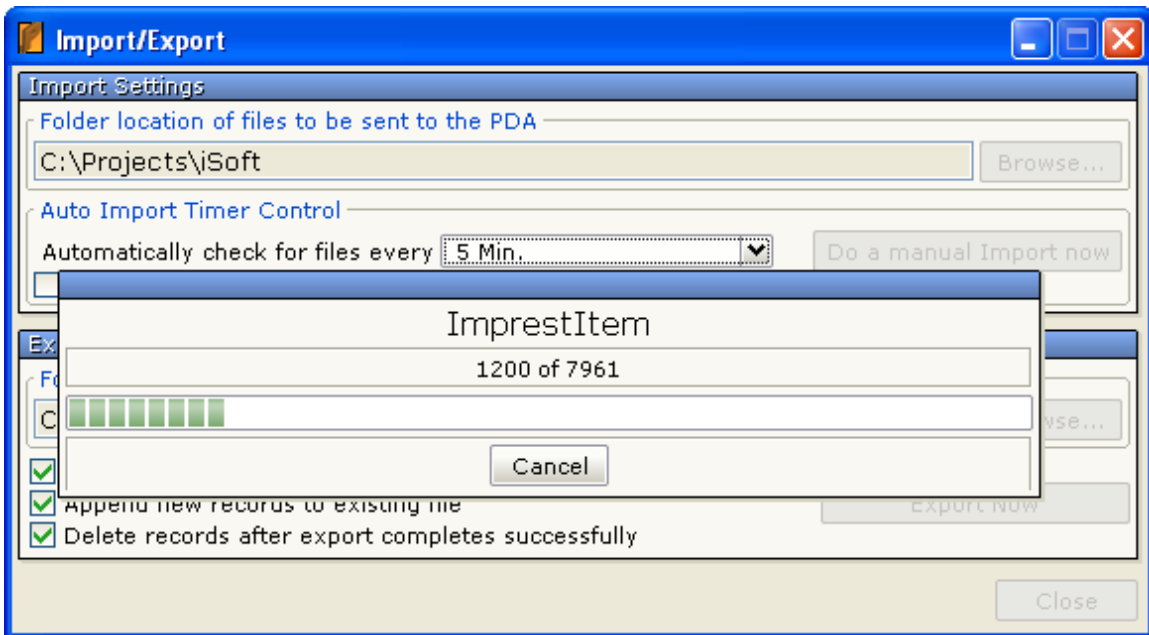 Import/Export
Import Settings
Folder location of files to be sent to the PDA
C:\Projects\iSoft
Browse...
Auto Import Timer Control
Automatically check for files every 5 Min. Do a manual Import now
ImprestItem
1200 of 7961
Cancel
Append new records to existing file
Export Now
Delete records after export completes successfully
Close